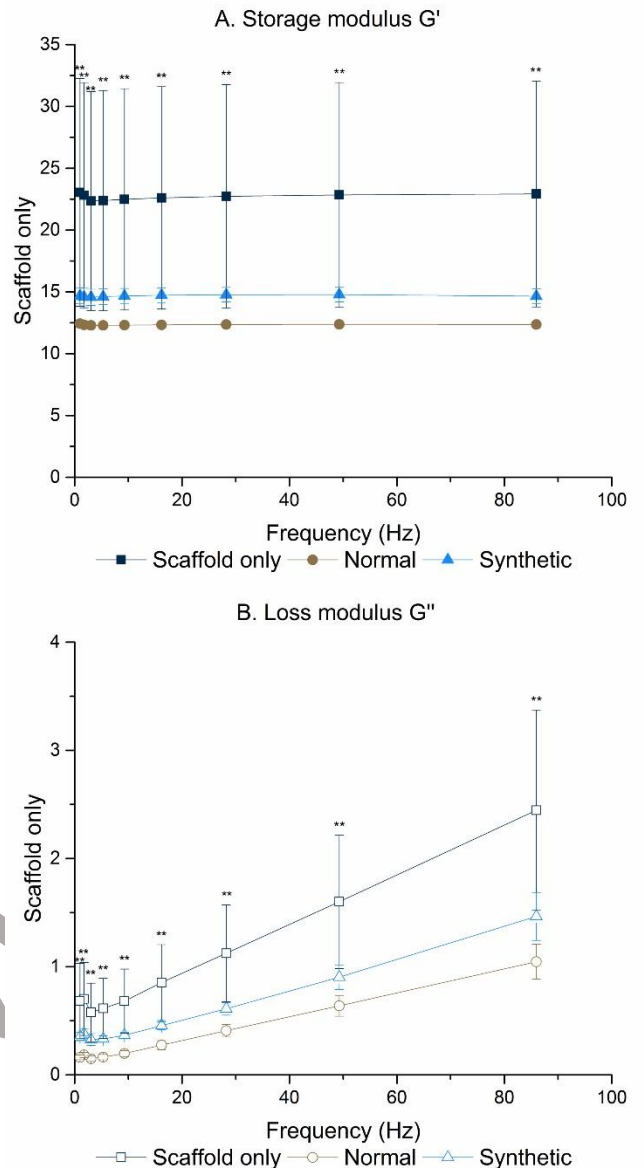 A. Storage modulus G'
35
30
25
20
15
10
5
0
Scaffold only
** ** ** ** ** ** ** ** **
0 20 40 60 80 100
Frequency (Hz)
Scaffold only Normal Synthetic
B. Loss modulus G''
4
3
2
1
0
Scaffold only
** ** ** ** ** ** ** ** **
0 20 40 60 80 100
Frequency (Hz)
Scaffold only Normal Synthetic